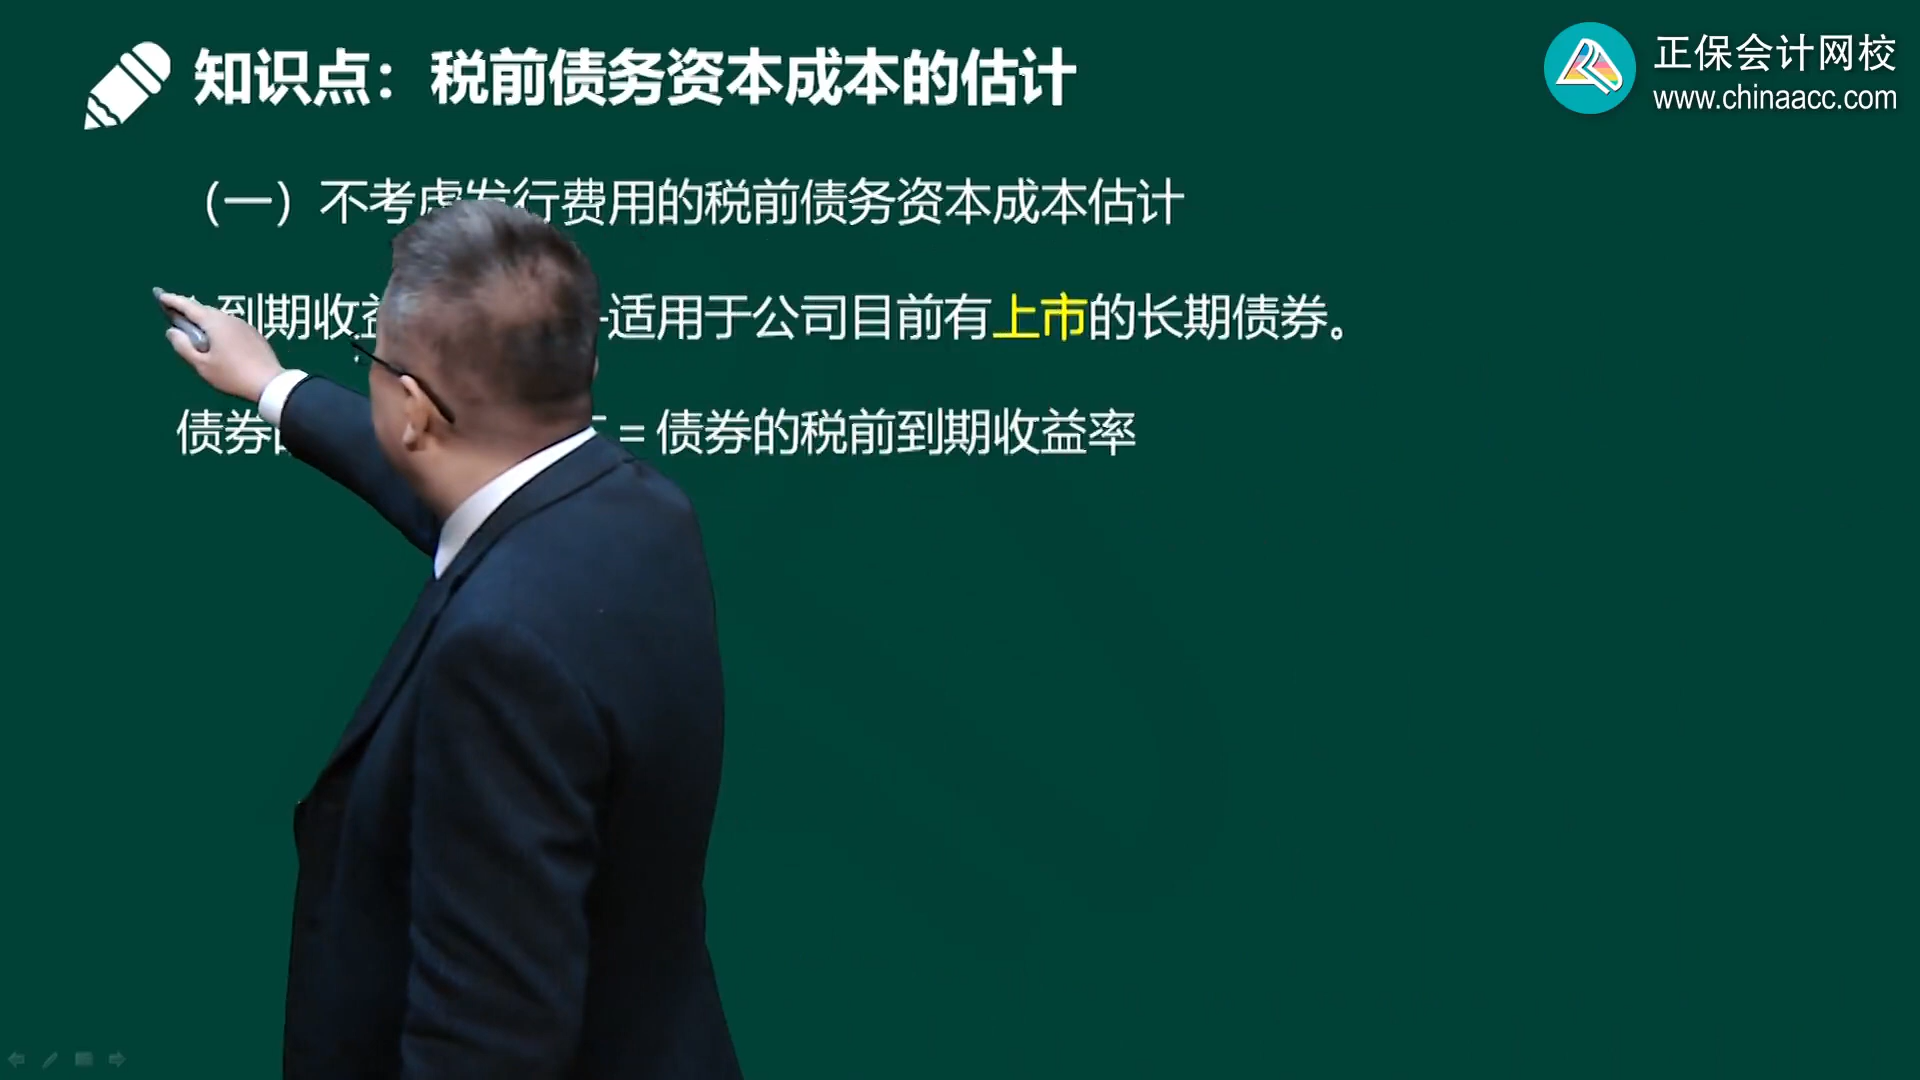 知识点：税前债务资本成本的估计
正保会计网校
www.chinaacc.com
（一）不考虑发行费用的税前债务资本成本估计
到期收益 适用于公司目前有上市的长期债券。
债券 = 债券的税前到期收益率